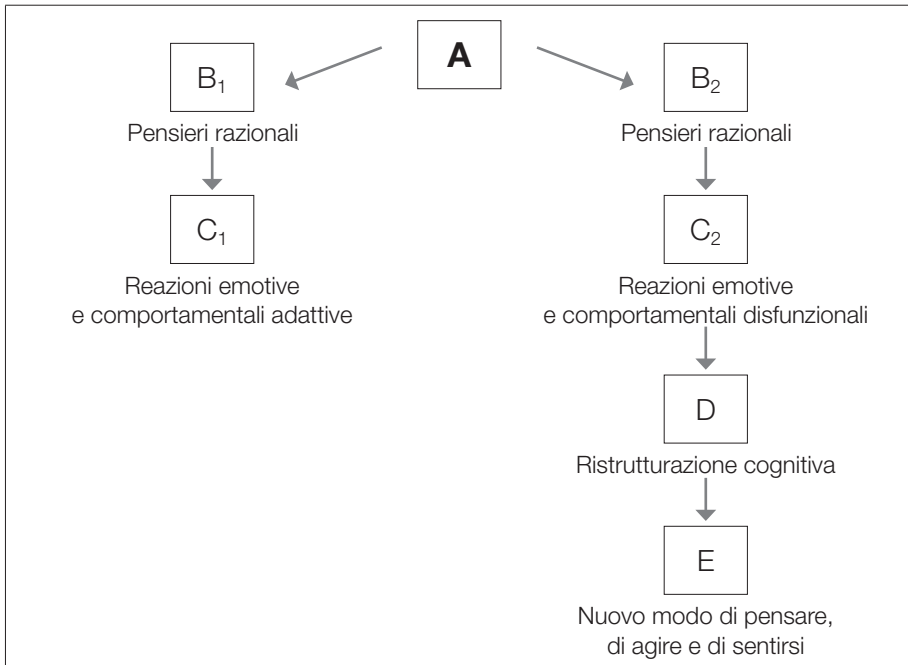 A
B₁
B₂
Pensieri razionali
Pensieri razionali
C₁
C₂
Reazioni emotive
e comportamentali adattive
Reazioni emotive
e comportamentali disfunzionali
D
Ristrutturazione cognitiva
E
Nuovo modo di pensare,
di agire e di sentirsi